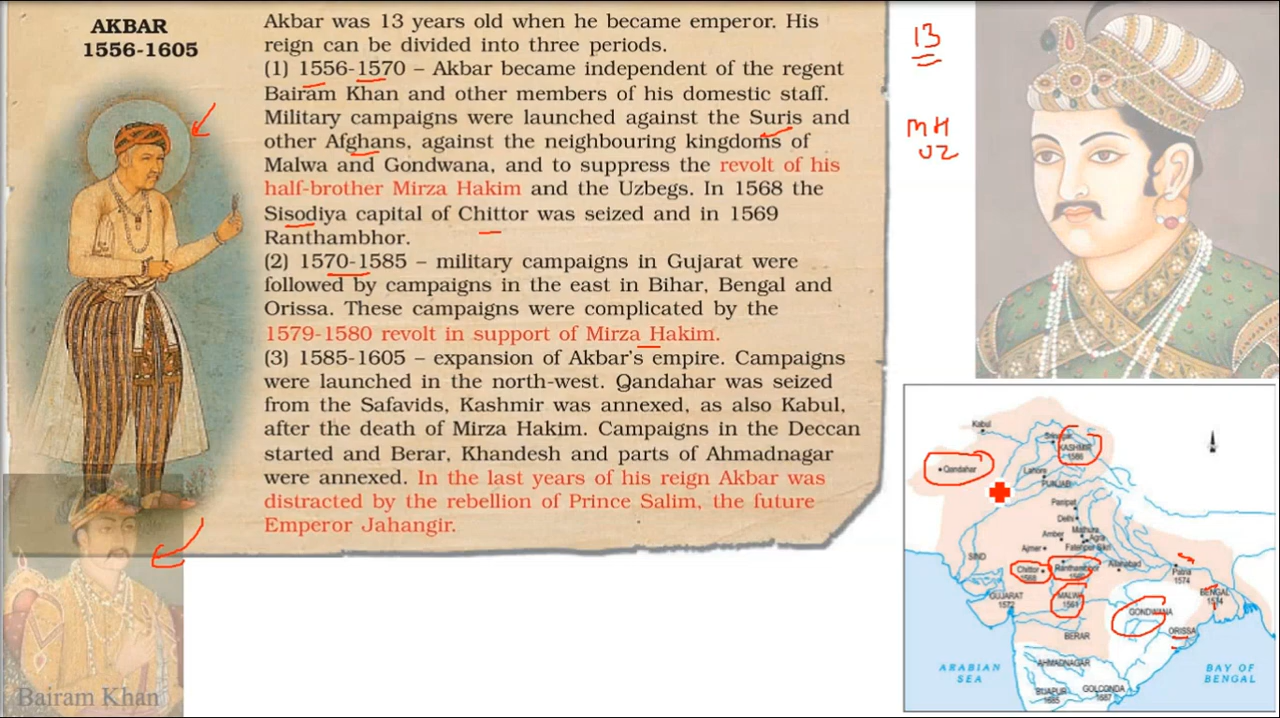 AKBAR
1556-1605
Akbar was 13 years old when he became emperor. His
reign can be divided into three periods.
(1) 1556-1570 – Akbar became independent of the regent
Bairam Khan and other members of his domestic staff.
Military campaigns were launched against the Suris and
other Afghans, against the neighbouring kingdoms of
Malwa and Gondwana, and to suppress the revolt of his
half-brother Mirza Hakim and the Uzbegs. In 1568 the
Sisodiya capital of Chittor was seized and in 1569
Ranthambhor.
(2) 1570-1585 – military campaigns in Gujarat were
followed by campaigns in the east in Bihar, Bengal and
Orissa. These campaigns were complicated by the
1579-1580 revolt in support of Mirza Hakim.
(3) 1585-1605 – expansion of Akbar's empire. Campaigns
were launched in the north-west. Qandahar was seized
from the Safavids, Kashmir was annexed, as also Kabul,
after the death of Mirza Hakim. Campaigns in the Deccan
started and Berar, Khandesh and parts of Ahmadnagar
were annexed. In the last years of his reign Akbar was
distracted by the rebellion of Prince Salim, the future
Emperor Jahangir.
Bairam Khan
13
MH
UZ
Kabul
Srinagar
KASHMIR
1586
Qandahar
Lahore
PUNJAB
Panipat
Delhi
Mathura
Amber
Agra
Ajmer
Fatehpur Sikri
SIND
Chittor
1568
Ranthambhor
Allahabad
Patna
1574
GUJARAT
1572
MALWA
1561
BENGAL
1574
GONDWANA
ORISSA
BERAR
AHMADNAGAR
ARABIAN
SEA
BAY OF
BENGAL
BIJAPUR
1685
GOLCONDA
1687